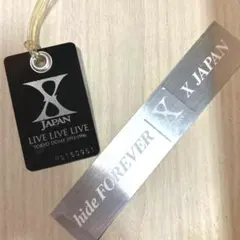 X
JAPAN
LIVE LIVE LIVE
TOKYO DOME 1993-1996
hide FOREVER X X JAPAN